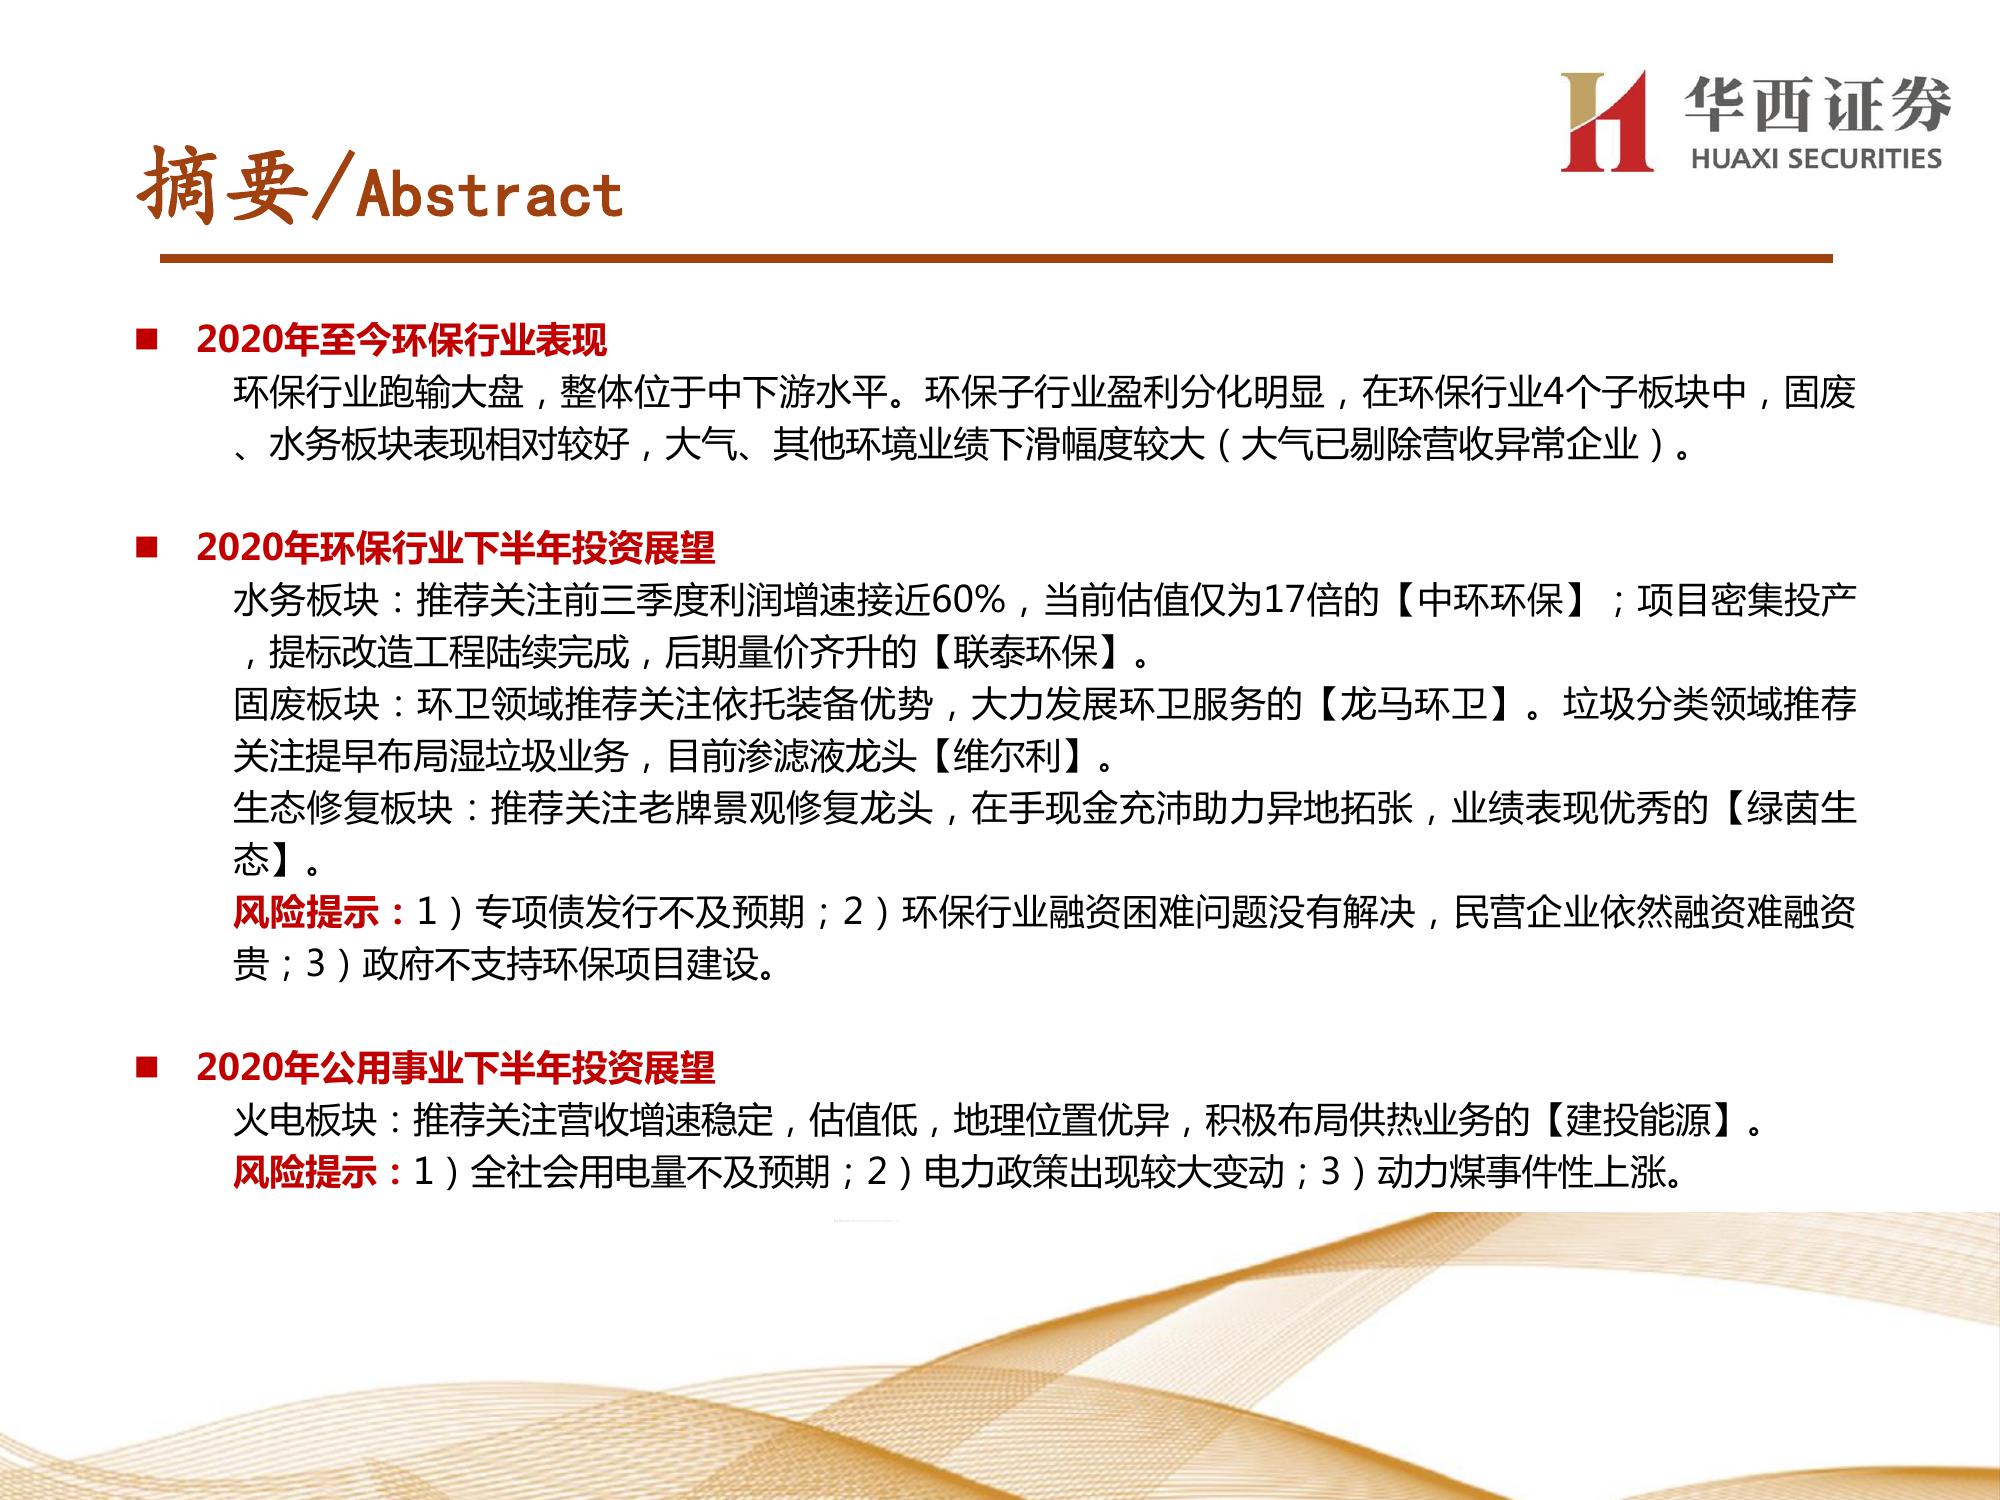 华西证券
HUAXI SECURITIES
摘要/Abstract
■ 2020年至今环保行业表现
环保行业跑输大盘，整体位于中下游水平。环保子行业盈利分化明显，在环保行业4个子板块中，固废
、水务板块表现相对较好，大气、其他环境业绩下滑幅度较大（大气已剔除营收异常企业）。
■ 2020年环保行业下半年投资展望
水务板块：推荐关注前三季度利润增速接近60%，当前估值仅为17倍的【中环环保】；项目密集投产
，提标改造工程陆续完成，后期量价齐升的【联泰环保】。
固废板块：环卫领域推荐关注依托装备优势，大力发展环卫服务的【龙马环卫】。垃圾分类领域推荐
关注提早布局湿垃圾业务，目前渗滤液龙头【维尔利】。
生态修复板块：推荐关注老牌景观修复龙头，在手现金充沛助力异地拓张，业绩表现优秀的【绿茵生
态】。
风险提示：1）专项债发行不及预期；2）环保行业融资困难问题没有解决，民营企业依然融资难融资
贵；3）政府不支持环保项目建设。
■ 2020年公用事业下半年投资展望
火电板块：推荐关注营收增速稳定，估值低，地理位置优异，积极布局供热业务的【建投能源】。
风险提示：1）全社会用电量不及预期；2）电力政策出现较大变动；3）动力煤事件性上涨。